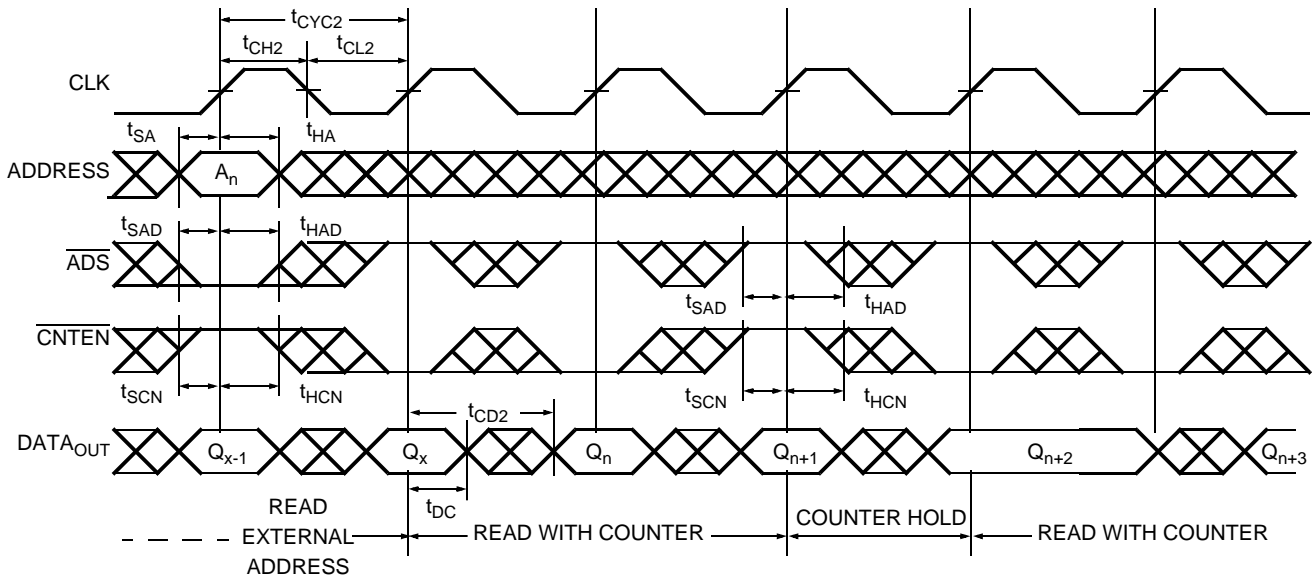 tCYC2
tCH2 tCL2
CLK
tSA tHA
ADDRESS An
tSAD tHAD
ADS
tSAD tHAD
CNTEN
tSCN tHCN tSCN tHCN
tCD2
DATAOUT Qx-1 Qx Qn Qn+1 Qn+2 Qn+3
tDC
READ
EXTERNAL
ADDRESS
READ WITH COUNTER COUNTER HOLD READ WITH COUNTER